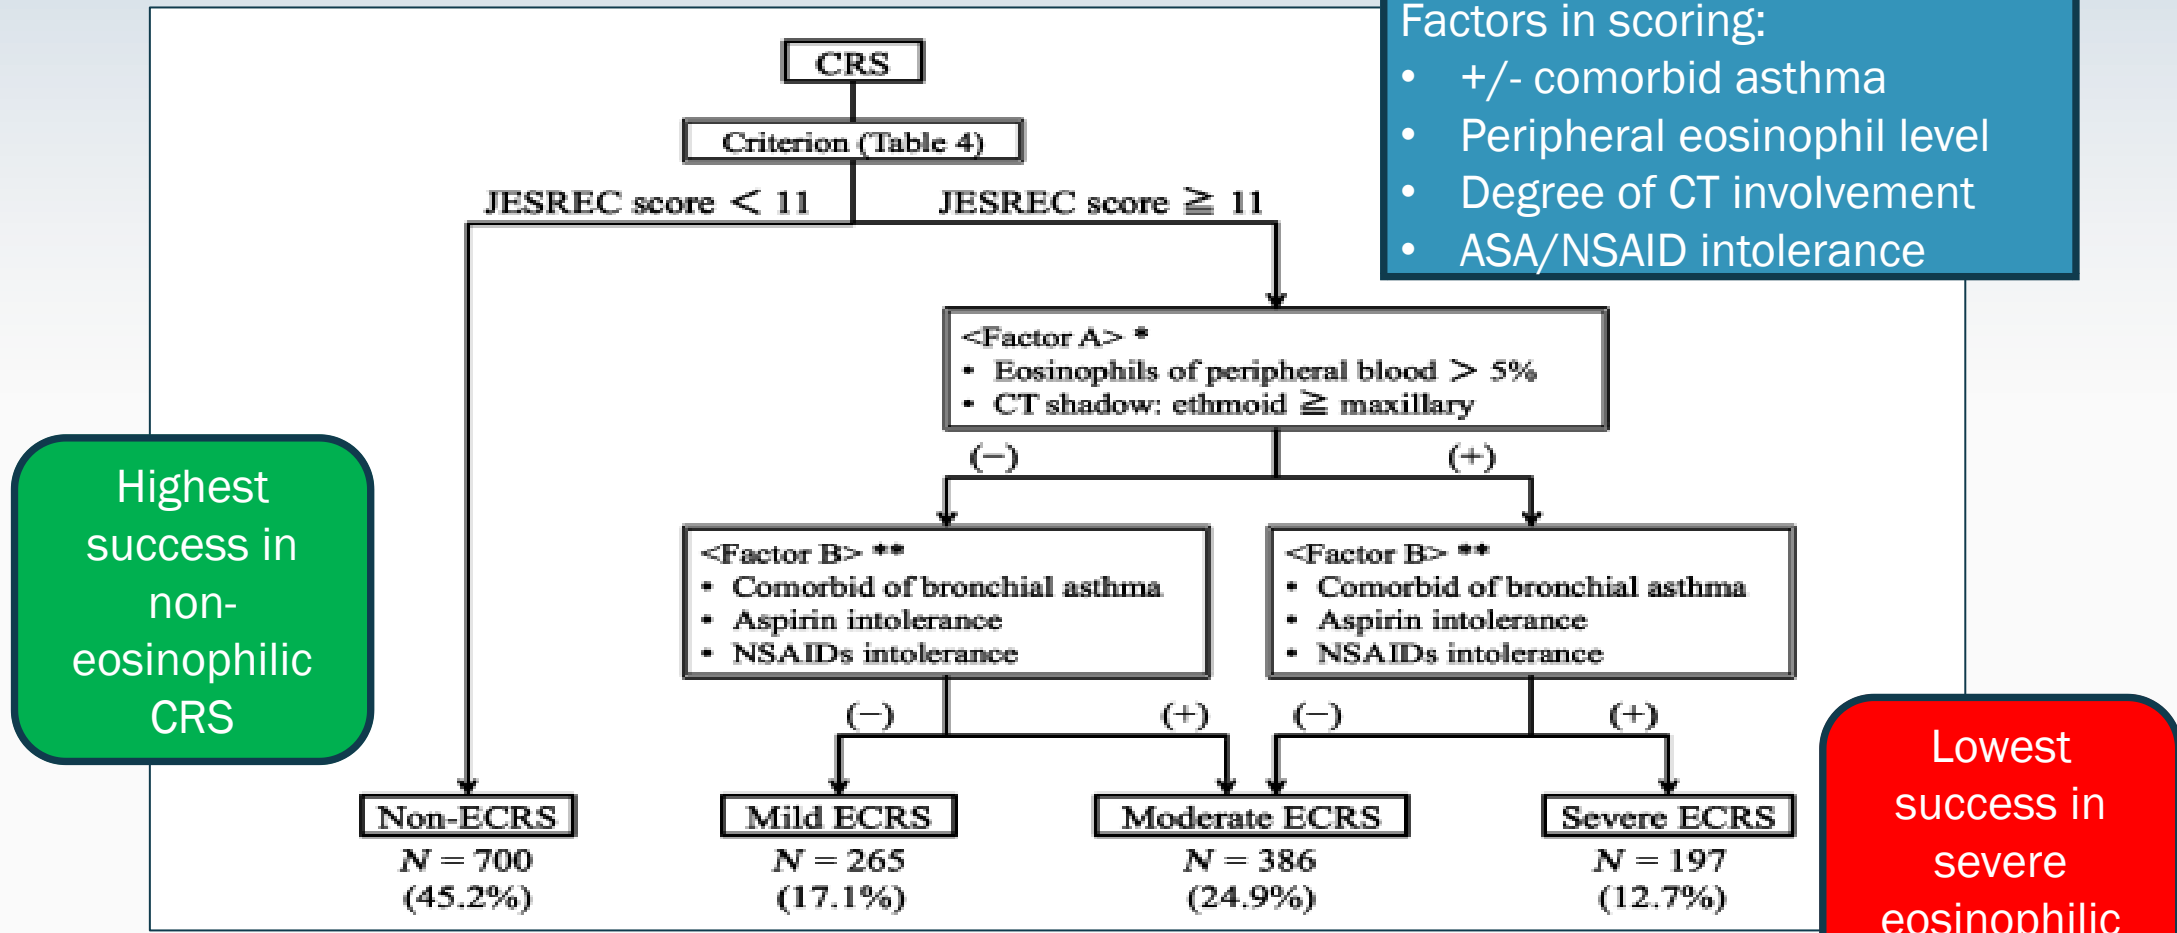 Factors in scoring:
• +/- comorbid asthma
• Peripheral eosinophil level
• Degree of CT involvement
• ASA/NSAID intolerance
CRS
Criterion (Table 4)
JESREC score < 11
JESREC score ≧ 11
<Factor A> *
• Eosinophils of peripheral blood > 5%
• CT shadow: ethmoid ≧ maxillary
(−)
(+)
Highest
success in
non-
eosinophilic
CRS
<Factor B> **
• Comorbid of bronchial asthma
• Aspirin intolerance
• NSAIDs intolerance
<Factor B> **
• Comorbid of bronchial asthma
• Aspirin intolerance
• NSAIDs intolerance
(−)
(+)
(−)
(+)
Non-ECRS
N = 700
(45.2%)
Mild ECRS
N = 265
(17.1%)
Moderate ECRS
N = 386
(24.9%)
Severe ECRS
N = 197
(12.7%)
Lowest
success in
severe
eosinophilic